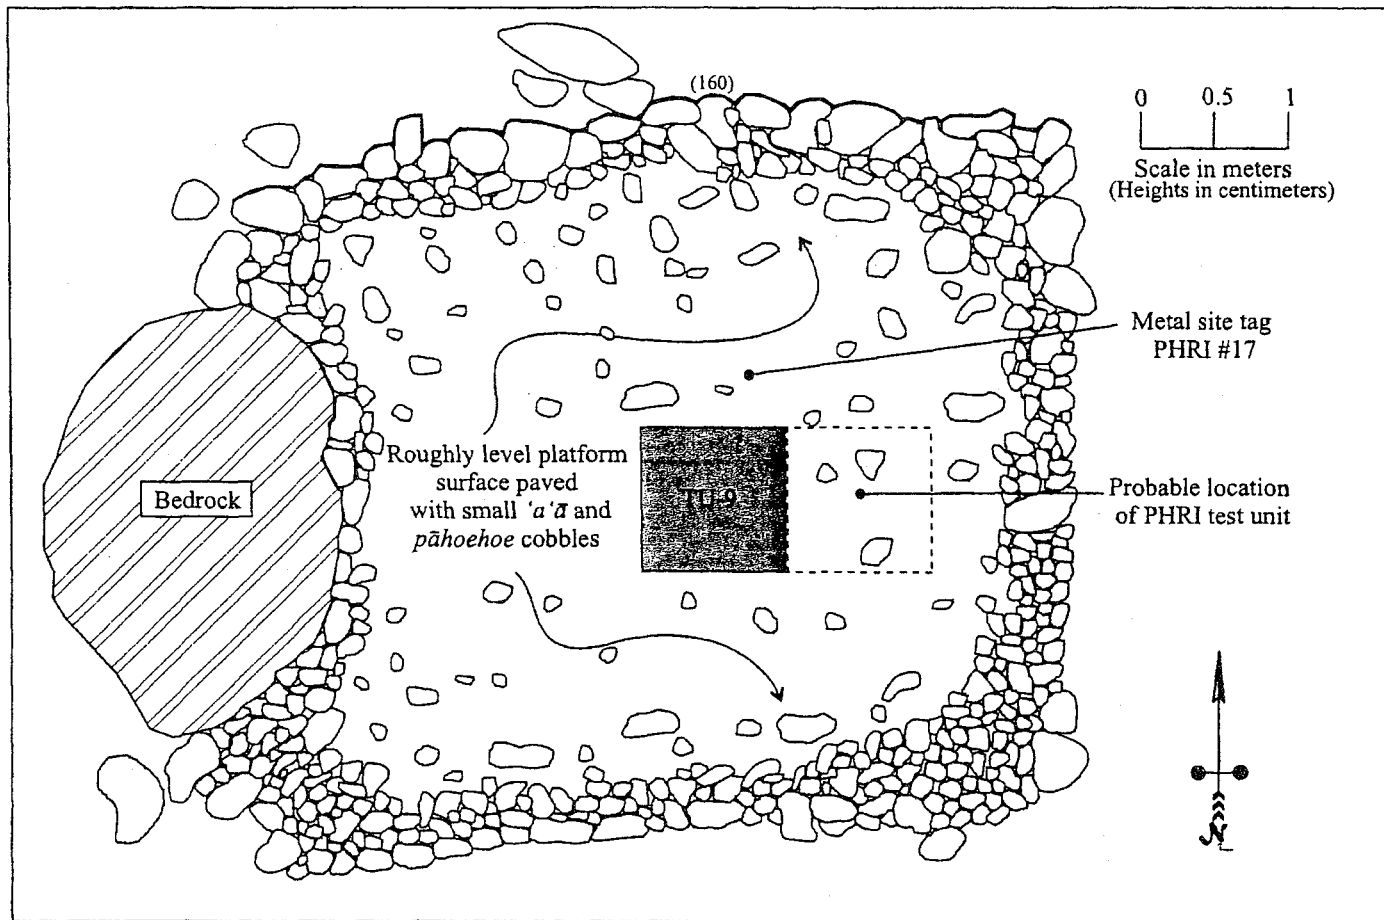 (160)
0 0.5 1
Scale in meters
(Heights in centimeters)
Metal site tag
PHRI #17
Roughly level platform
surface paved
with small ʻaʻā and
pāhoehoe cobbles
Bedrock
TU-9
Probable location
of PHRI test unit